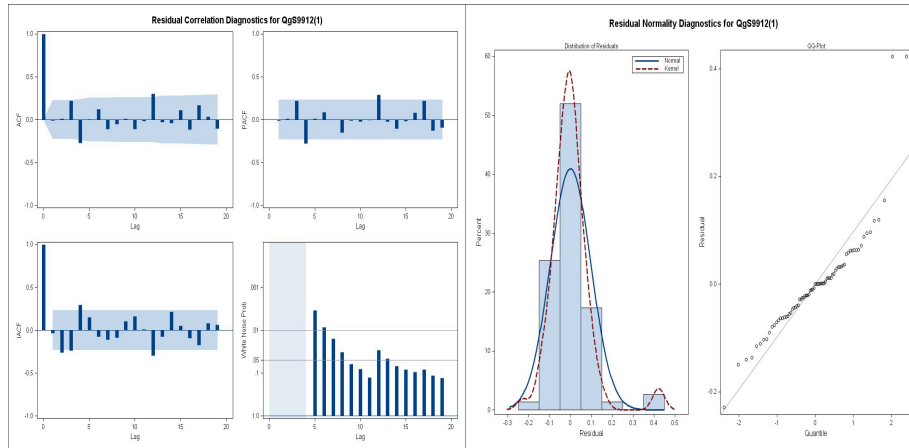 Residual Correlation Diagnostics for QgS9912(1)
1.0
0.5
0.0
-0.5
-1.0
ACF
0 5 10 15 20
Lag
1.0
0.5
0.0
-0.5
-1.0
PACF
0 5 10 15 20
Lag
1.0
0.5
0.0
-0.5
-1.0
IACF
0 5 10 15 20
Lag
.001
.01
.05
.1
1.0
White Noise Prob
0 5 10 15 20
Lag
Residual Normality Diagnostics for QgS9912(1)
Distribution of Residuals
Normal
Kernel
60
50
40
30
20
10
0
Percent
-0.3 -0.2 -0.1 0.0 0.1 0.2 0.3 0.4 0.5
Residual
QQ-Plot
0.4
0.2
0.0
-0.2
Residual
-2 -1 0 1 2
Quantile